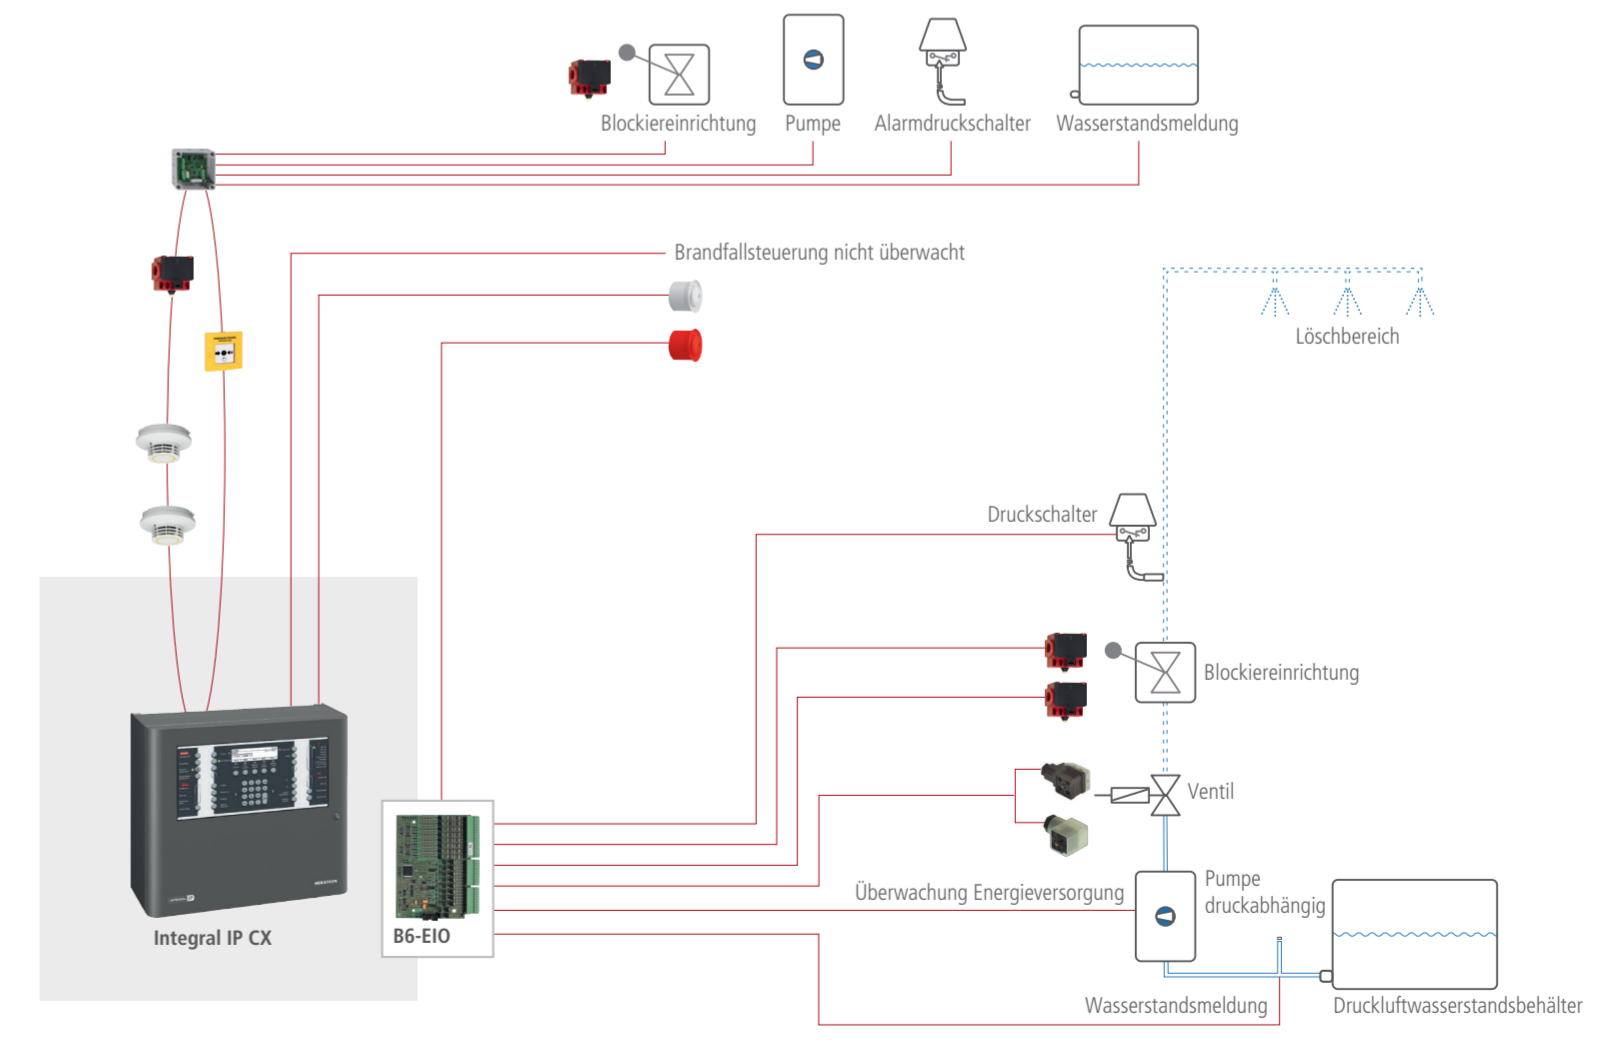 Blockiereinrichtung
Pumpe
Alarmdruckschalter
Wasserstandsmeldung
Brandfallsteuerung nicht überwacht
Löschbereich
Druckschalter
Blockiereinrichtung
Ventil
Überwachung Energieversorgung
Pumpe
druckabhängig
Integral IP CX
B6-EIO
Wasserstandsmeldung
Druckluftwasserstandsbehälter